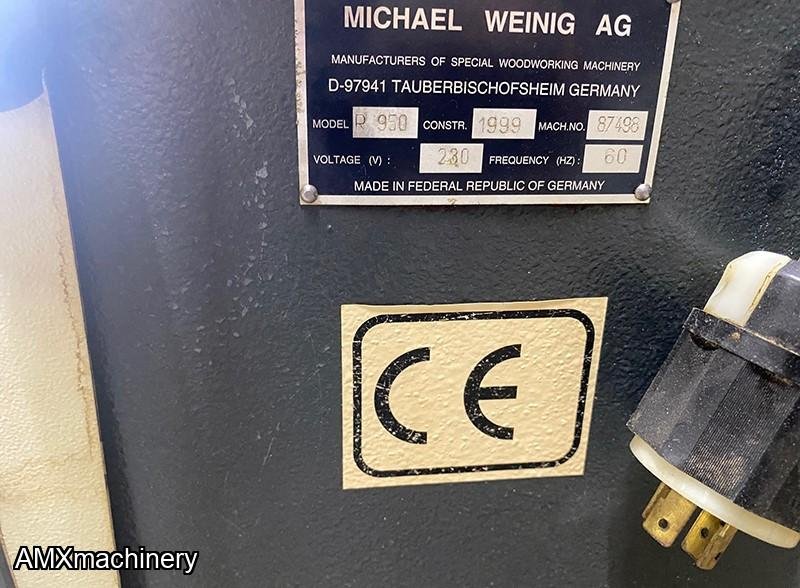 MICHAEL WEINIG AG
MANUFACTURERS OF SPECIAL WOODWORKING MACHINERY
D-97941 TAUBERBISCHOFSHEIM GERMANY
MODEL R 950 CONSTR. 1999 MACH.NO. 87498
VOLTAGE (V) : 230 FREQUENCY (HZ) : 60
MADE IN FEDERAL REPUBLIC OF GERMANY
CE
AMXmachinery